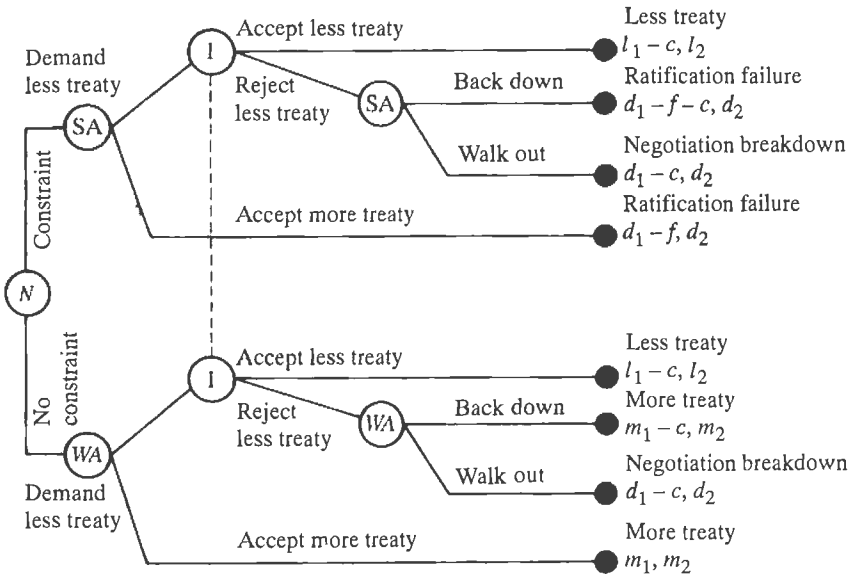 Demand
less treaty
SA
I
Accept less treaty
Less treaty
l₁ – c, l₂
Reject
less treaty
SA
Back down
Ratification failure
d₁ – f – c, d₂
Walk out
Negotiation breakdown
d₁ – c, d₂
Accept more treaty
Ratification failure
d₁ – f, d₂
Constraint
N
No
constraint
WA
Demand
less treaty
I
Accept less treaty
Less treaty
l₁ – c, l₂
Reject
less treaty
WA
Back down
More treaty
m₁ – c, m₂
Walk out
Negotiation breakdown
d₁ – c, d₂
Accept more treaty
More treaty
m₁, m₂